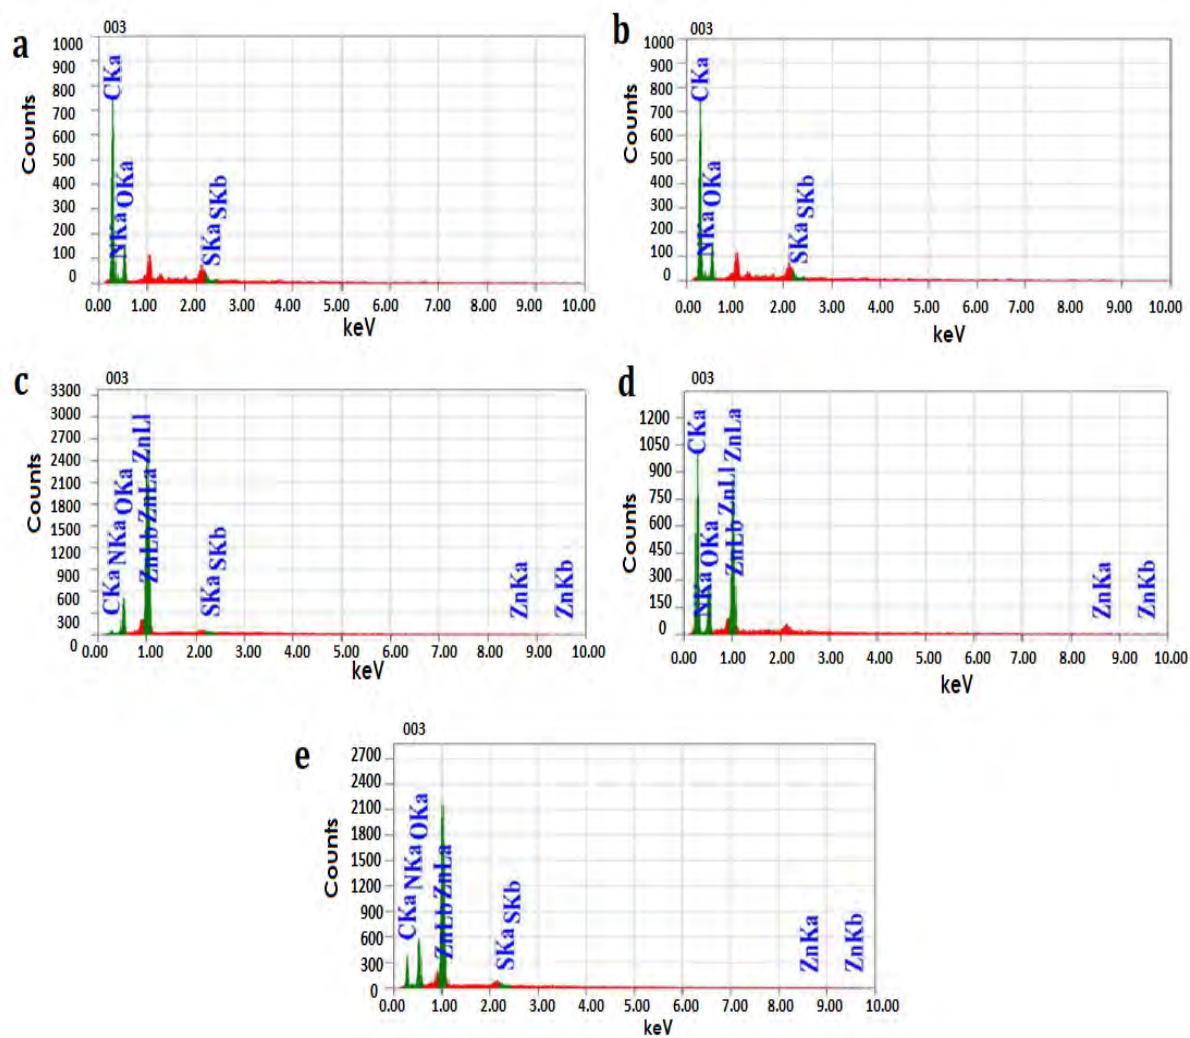 a
003
1000
900
800
700
600
500
400
300
200
100
0
Counts
CKa
NKa
OKa
SKa
SKb
0.00 1.00 2.00 3.00 4.00 5.00 6.00 7.00 8.00 9.00 10.00
keV
b
003
1000
900
800
700
600
500
400
300
200
100
0
Counts
CKa
NKa
OKa
SKa
SKb
0.00 1.00 2.00 3.00 4.00 5.00 6.00 7.00 8.00 9.00 10.00
keV
c
003
3300
3000
2700
2400
2100
1800
1500
1200
900
600
300
0
Counts
CKa
NKa
OKa
ZnLl
ZnLa
ZnLb
SKa
SKb
ZnKa
ZnKb
0.00 1.00 2.00 3.00 4.00 5.00 6.00 7.00 8.00 9.00 10.00
keV
d
003
1200
1050
900
750
600
450
300
150
0
Counts
CKa
NKa
OKa
ZnLl
ZnLa
ZnLb
ZnKa
ZnKb
0.00 1.00 2.00 3.00 4.00 5.00 6.00 7.00 8.00 9.00 10.00
keV
e
003
2700
2400
2100
1800
1500
1200
900
600
300
0
Counts
CKa
NKa
OKa
ZnLb
ZnLa
SKa
SKb
ZnKa
ZnKb
0.00 1.00 2.00 3.00 4.00 5.00 6.00 7.00 8.00 9.00 10.00
keV